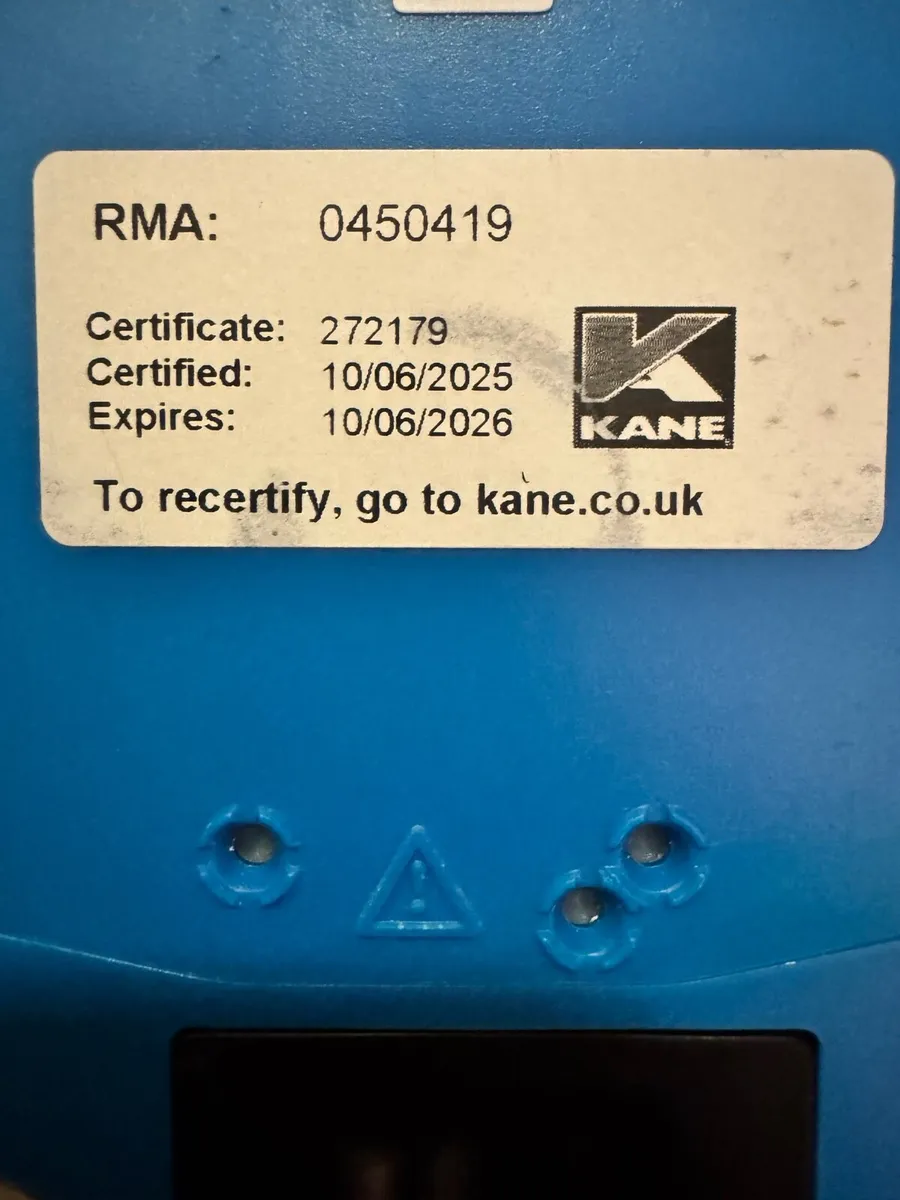 RMA: 0450419
Certificate: 272179
Certified: 10/06/2025
Expires: 10/06/2026
KANE
To recertify, go to kane.co.uk